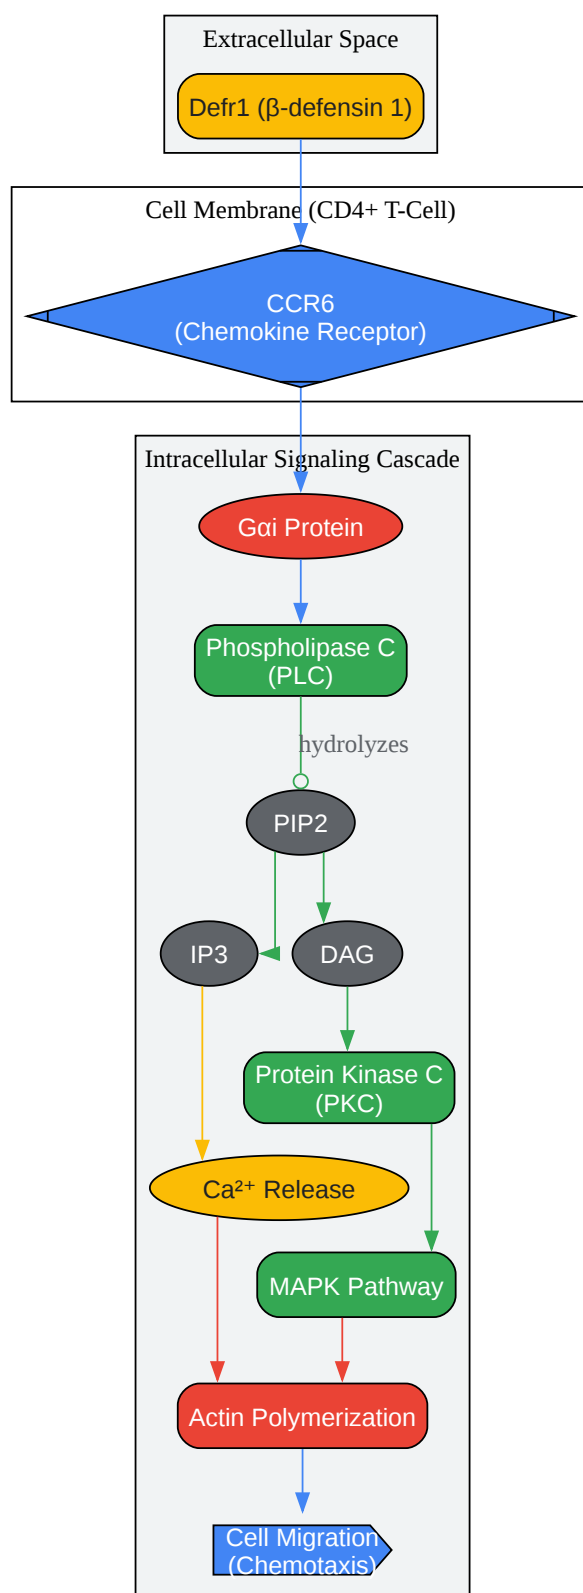 Extracellular Space
Defr1 (β-defensin 1)
Cell Membrane (CD4+ T-Cell)
CCR6
(Chemokine Receptor)
Intracellular Signaling Cascade
Gαi Protein
Phospholipase C
(PLC)
hydrolyzes
PIP2
IP3
DAG
Protein Kinase C
(PKC)
Ca²⁺ Release
MAPK Pathway
Actin Polymerization
Cell Migration
(Chemotaxis)